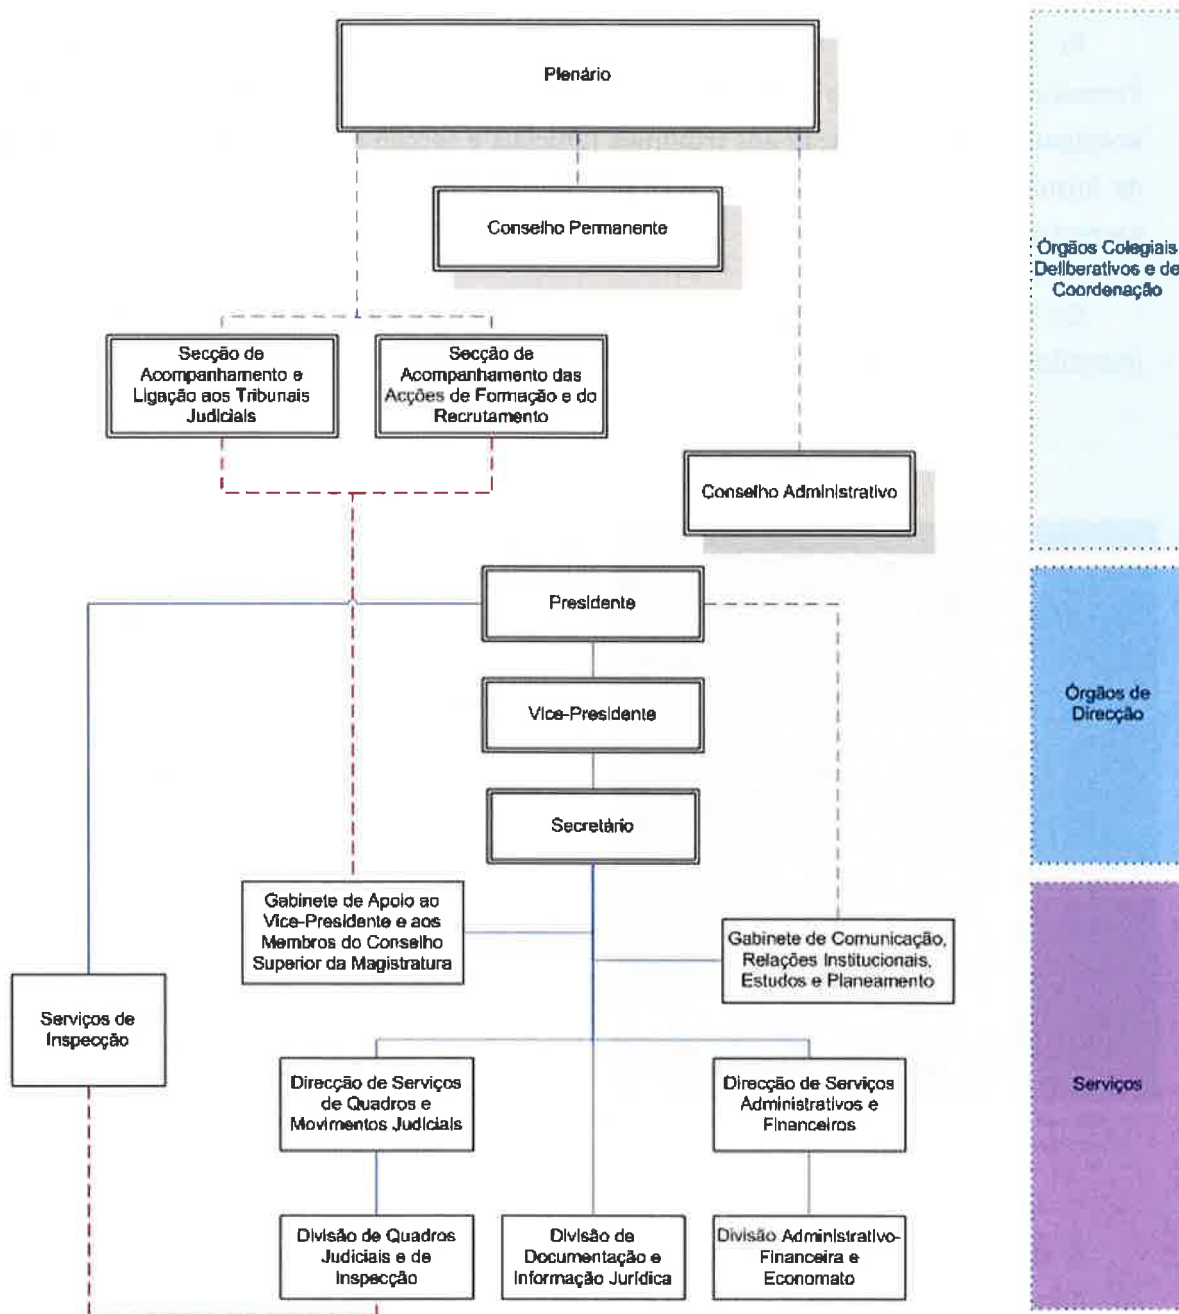 Plenário
Conselho Permanente
Órgãos Colegiais
Deliberativos e de
Coordenação
Secção de
Acompanhamento e
Ligação aos Tribunais
Judiciais
Secção de
Acompanhamento das
Acções de Formação e do
Recrutamento
Conselho Administrativo
Presidente
Vice-Presidente
Órgãos de
Direcção
Secretário
Gabinete de Apoio ao
Vice-Presidente e aos
Membros do Conselho
Superior da Magistratura
Gabinete de Comunicação,
Relações Institucionais,
Estudos e Planeamento
Serviços de
Inspecção
Direcção de Serviços
de Quadros e
Movimentos Judiciais
Direcção de Serviços
Administrativos e
Financeiros
Serviços
Divisão de Quadros
Judiciais e de
Inspecção
Divisão de
Documentação e
Informação Jurídica
Divisão Administrativo-
Financeira e
Economato